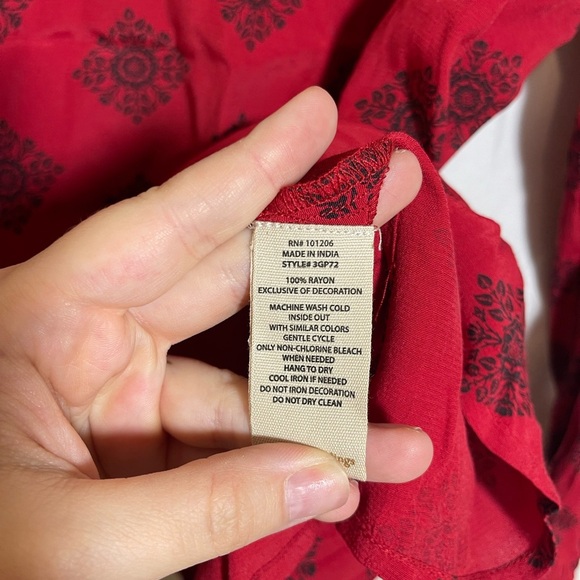 RN# 101206
MADE IN INDIA
STYLE# 3GP72
100% RAYON
EXCLUSIVE OF DECORATION
MACHINE WASH COLD
INSIDE OUT
WITH SIMILAR COLORS
GENTLE CYCLE
ONLY NON-CHLORINE BLEACH
WHEN NEEDED
HANG TO DRY
COOL IRON IF NEEDED
DO NOT IRON DECORATION
DO NOT DRY CLEAN